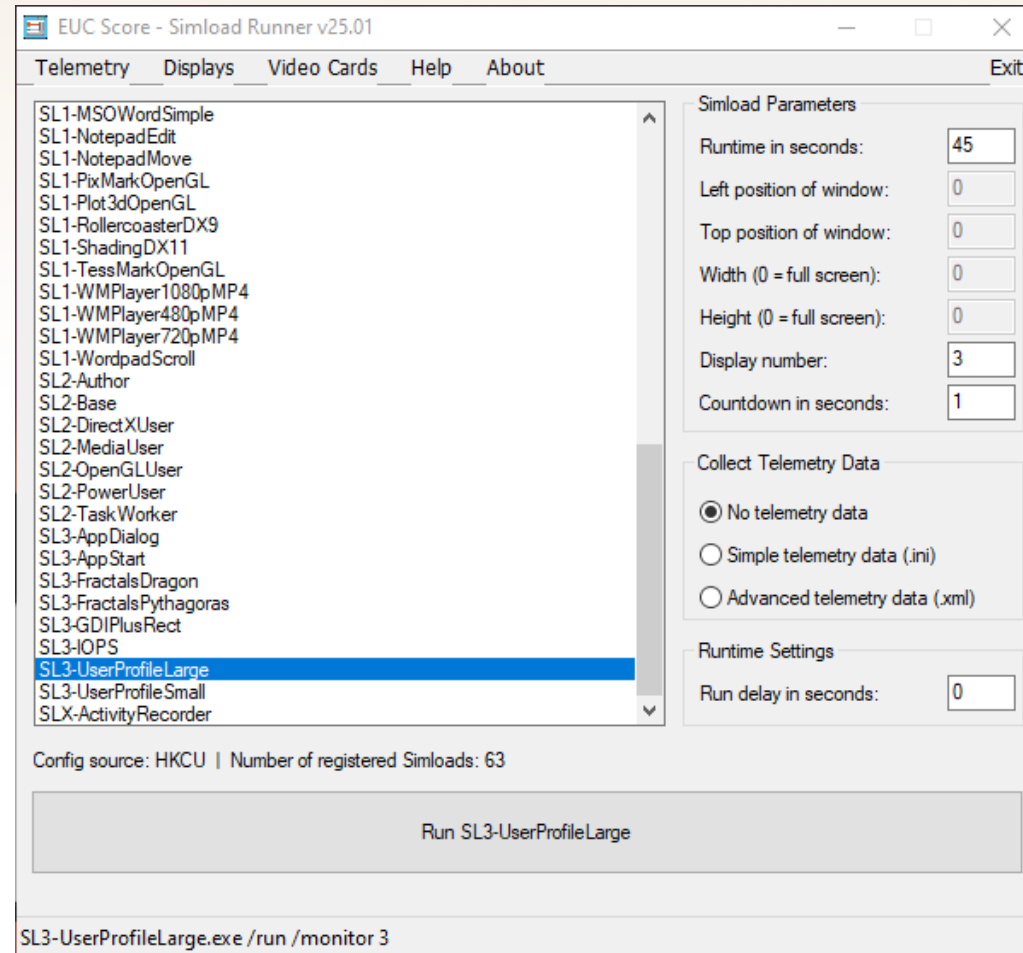 EUC Score - Simload Runner v25.01
Telemetry Displays Video Cards Help About Exit
SL1-MSOWordSimple
SL1-NotepadEdit
SL1-NotepadMove
SL1-PixMarkOpenGL
SL1-Plot3dOpenGL
SL1-RollercoasterDX9
SL1-ShadingDX11
SL1-TessMarkOpenGL
SL1-WMPlayer1080pMP4
SL1-WMPlayer480pMP4
SL1-WMPlayer720pMP4
SL1-WordpadScroll
SL2-Author
SL2-Base
SL2-DirectXUser
SL2-MediaUser
SL2-OpenGLUser
SL2-PowerUser
SL2-TaskWorker
SL3-AppDialog
SL3-AppStart
SL3-FractalsDragon
SL3-FractalsPythagoras
SL3-GDIPlusRect
SL3-IOPS
SL3-UserProfileLarge
SL3-UserProfileSmall
SLX-ActivityRecorder
Simload Parameters
Runtime in seconds: 45
Left position of window: 0
Top position of window: 0
Width (0 = full screen): 0
Height (0 = full screen): 0
Display number: 3
Countdown in seconds: 1
Collect Telemetry Data
No telemetry data
Simple telemetry data (.ini)
Advanced telemetry data (.xml)
Runtime Settings
Run delay in seconds: 0
Config source: HKCU | Number of registered Simloads: 63
Run SL3-UserProfileLarge
SL3-UserProfileLarge.exe /run /monitor 3